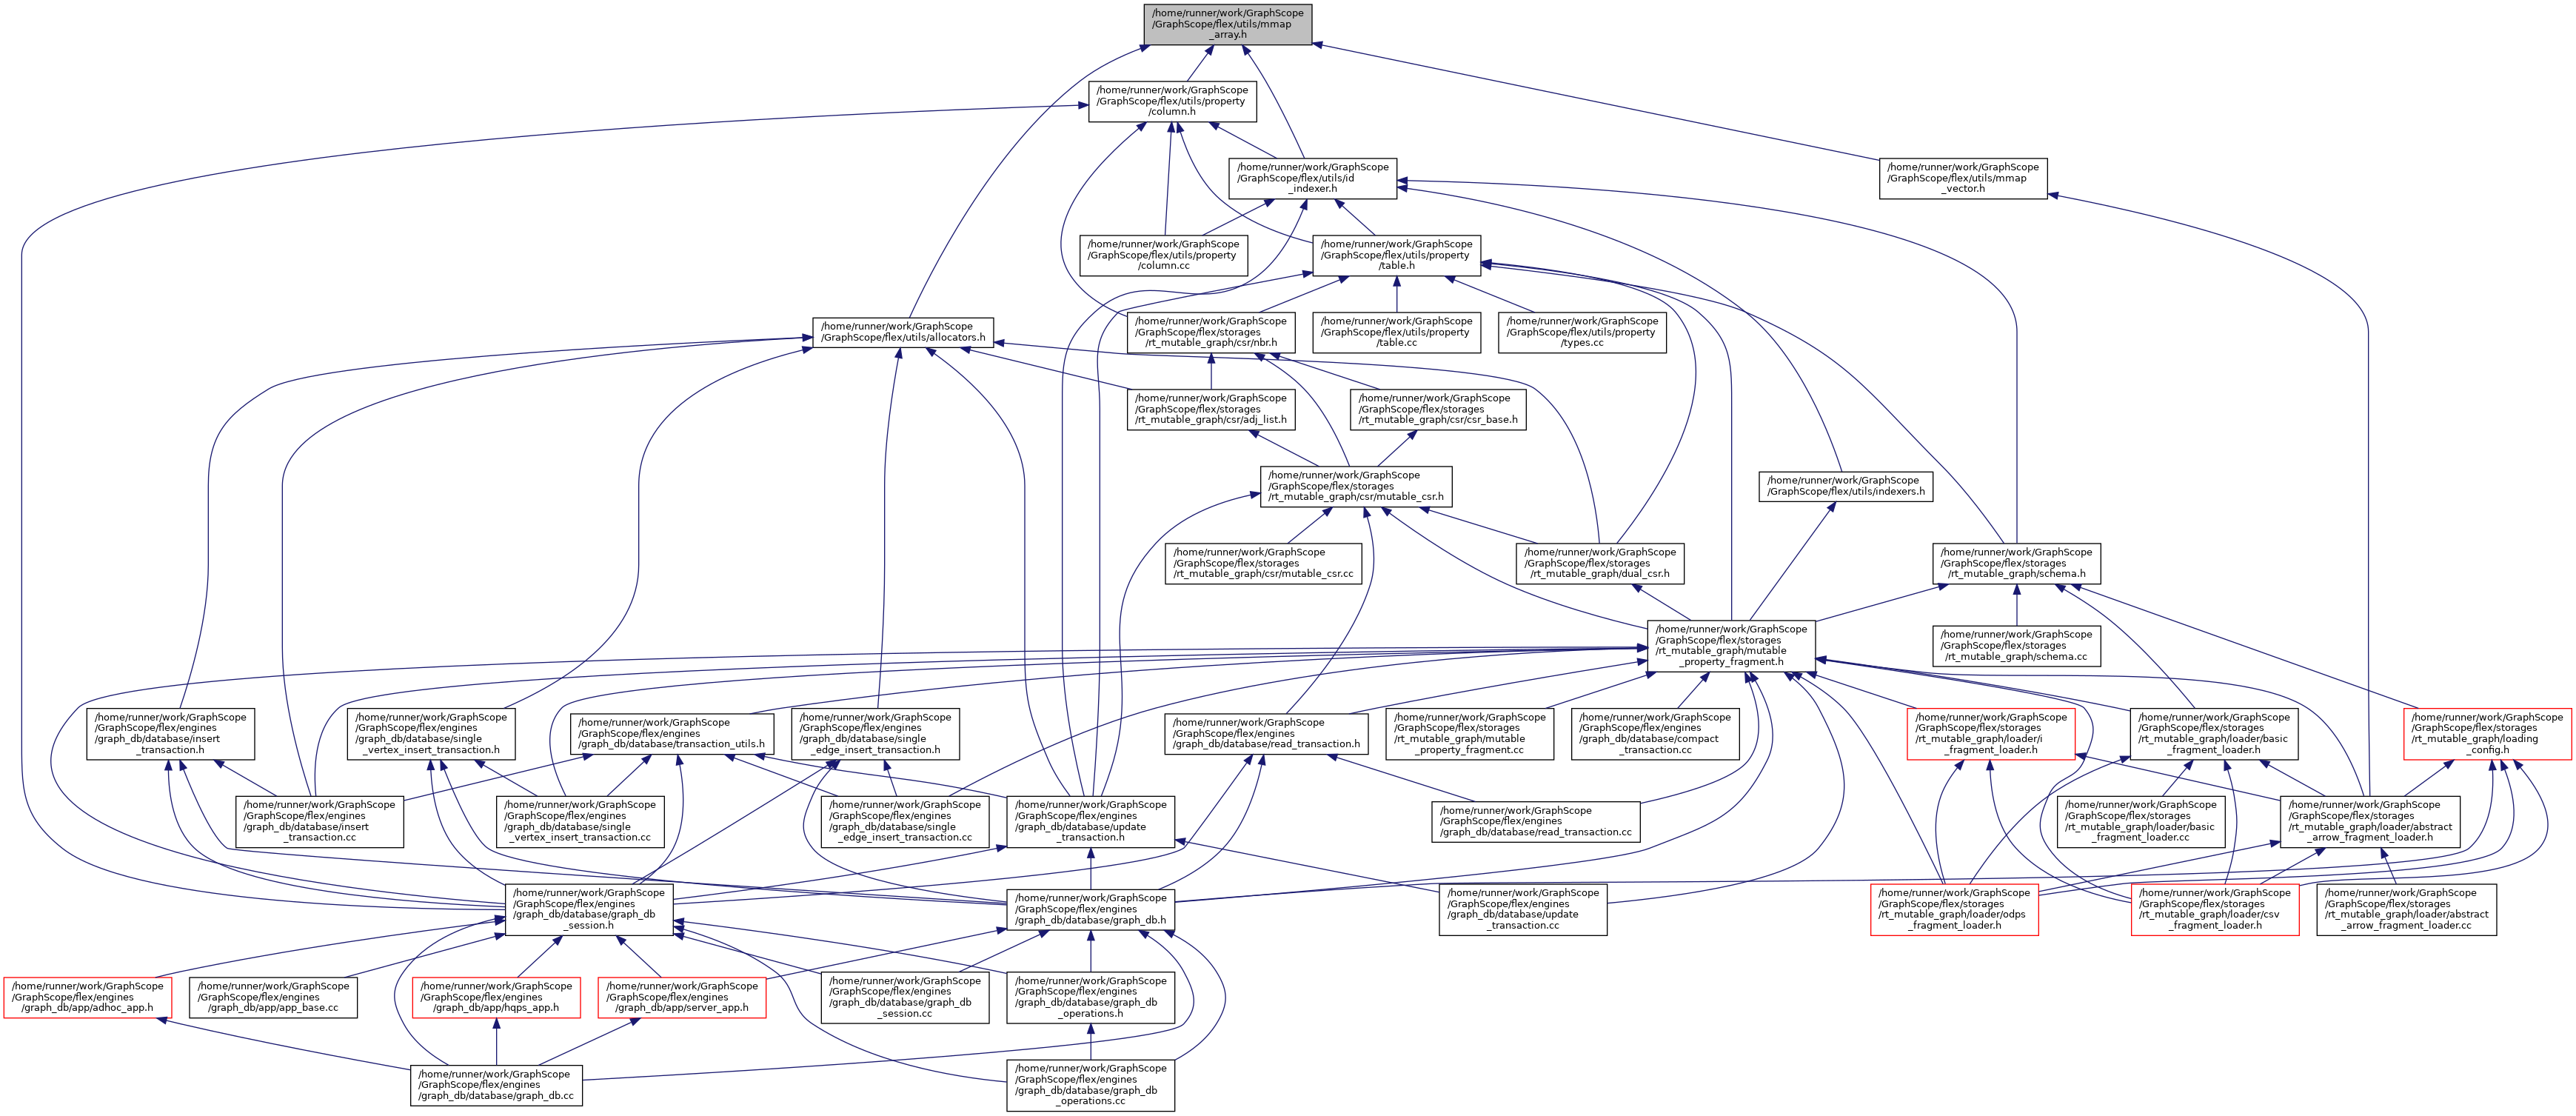 /home/runner/work/GraphScope
/GraphScope/flex/utils/mmap
_array.h
/home/runner/work/GraphScope
/GraphScope/flex/utils/property
/column.h
/home/runner/work/GraphScope
/GraphScope/flex/utils/id
_indexer.h
/home/runner/work/GraphScope
/GraphScope/flex/utils/mmap
_vector.h
/home/runner/work/GraphScope
/GraphScope/flex/utils/property
/column.cc
/home/runner/work/GraphScope
/GraphScope/flex/utils/property
/table.h
/home/runner/work/GraphScope
/GraphScope/flex/utils/allocators.h
/home/runner/work/GraphScope
/GraphScope/flex/storages
/rt_mutable_graph/csr/nbr.h
/home/runner/work/GraphScope
/GraphScope/flex/utils/property
/table.cc
/home/runner/work/GraphScope
/GraphScope/flex/utils/property
/types.cc
/home/runner/work/GraphScope
/GraphScope/flex/storages
/rt_mutable_graph/csr/adj_list.h
/home/runner/work/GraphScope
/GraphScope/flex/storages
/rt_mutable_graph/csr/csr_base.h
/home/runner/work/GraphScope
/GraphScope/flex/storages
/rt_mutable_graph/csr/mutable_csr.h
/home/runner/work/GraphScope
/GraphScope/flex/utils/indexers.h
/home/runner/work/GraphScope
/GraphScope/flex/storages
/rt_mutable_graph/csr/mutable_csr.cc
/home/runner/work/GraphScope
/GraphScope/flex/storages
/rt_mutable_graph/dual_csr.h
/home/runner/work/GraphScope
/GraphScope/flex/storages
/rt_mutable_graph/schema.h
/home/runner/work/GraphScope
/GraphScope/flex/storages
/rt_mutable_graph/mutable
_property_fragment.h
/home/runner/work/GraphScope
/GraphScope/flex/storages
/rt_mutable_graph/schema.cc
/home/runner/work/GraphScope
/GraphScope/flex/engines
/graph_db/database/insert
_transaction.h
/home/runner/work/GraphScope
/GraphScope/flex/engines
/graph_db/database/single
_vertex_insert_transaction.h
/home/runner/work/GraphScope
/GraphScope/flex/engines
/graph_db/database/transaction_utils.h
/home/runner/work/GraphScope
/GraphScope/flex/engines
/graph_db/database/single
_edge_insert_transaction.h
/home/runner/work/GraphScope
/GraphScope/flex/engines
/graph_db/database/read_transaction.h
/home/runner/work/GraphScope
/GraphScope/flex/storages
/rt_mutable_graph/mutable
_property_fragment.cc
/home/runner/work/GraphScope
/GraphScope/flex/engines
/graph_db/database/compact
_transaction.cc
/home/runner/work/GraphScope
/GraphScope/flex/storages
/rt_mutable_graph/loader/i
_fragment_loader.h
/home/runner/work/GraphScope
/GraphScope/flex/storages
/rt_mutable_graph/loader/basic
_fragment_loader.h
/home/runner/work/GraphScope
/GraphScope/flex/storages
/rt_mutable_graph/loading
_config.h
/home/runner/work/GraphScope
/GraphScope/flex/engines
/graph_db/database/insert
_transaction.cc
/home/runner/work/GraphScope
/GraphScope/flex/engines
/graph_db/database/single
_vertex_insert_transaction.cc
/home/runner/work/GraphScope
/GraphScope/flex/engines
/graph_db/database/single
_edge_insert_transaction.cc
/home/runner/work/GraphScope
/GraphScope/flex/engines
/graph_db/database/update
_transaction.h
/home/runner/work/GraphScope
/GraphScope/flex/engines
/graph_db/database/read_transaction.cc
/home/runner/work/GraphScope
/GraphScope/flex/storages
/rt_mutable_graph/loader/basic
_fragment_loader.cc
/home/runner/work/GraphScope
/GraphScope/flex/storages
/rt_mutable_graph/loader/abstract
_arrow_fragment_loader.h
/home/runner/work/GraphScope
/GraphScope/flex/engines
/graph_db/database/graph_db
_session.h
/home/runner/work/GraphScope
/GraphScope/flex/engines
/graph_db/database/graph_db.h
/home/runner/work/GraphScope
/GraphScope/flex/engines
/graph_db/database/update
_transaction.cc
/home/runner/work/GraphScope
/GraphScope/flex/storages
/rt_mutable_graph/loader/odps
_fragment_loader.h
/home/runner/work/GraphScope
/GraphScope/flex/storages
/rt_mutable_graph/loader/csv
_fragment_loader.h
/home/runner/work/GraphScope
/GraphScope/flex/storages
/rt_mutable_graph/loader/abstract
_arrow_fragment_loader.cc
/home/runner/work/GraphScope
/GraphScope/flex/engines
/graph_db/app/adhoc_app.h
/home/runner/work/GraphScope
/GraphScope/flex/engines
/graph_db/app/app_base.cc
/home/runner/work/GraphScope
/GraphScope/flex/engines
/graph_db/app/hqps_app.h
/home/runner/work/GraphScope
/GraphScope/flex/engines
/graph_db/app/server_app.h
/home/runner/work/GraphScope
/GraphScope/flex/engines
/graph_db/database/graph_db
_session.cc
/home/runner/work/GraphScope
/GraphScope/flex/engines
/graph_db/database/graph_db
_operations.h
/home/runner/work/GraphScope
/GraphScope/flex/engines
/graph_db/database/graph_db.cc
/home/runner/work/GraphScope
/GraphScope/flex/engines
/graph_db/database/graph_db
_operations.cc